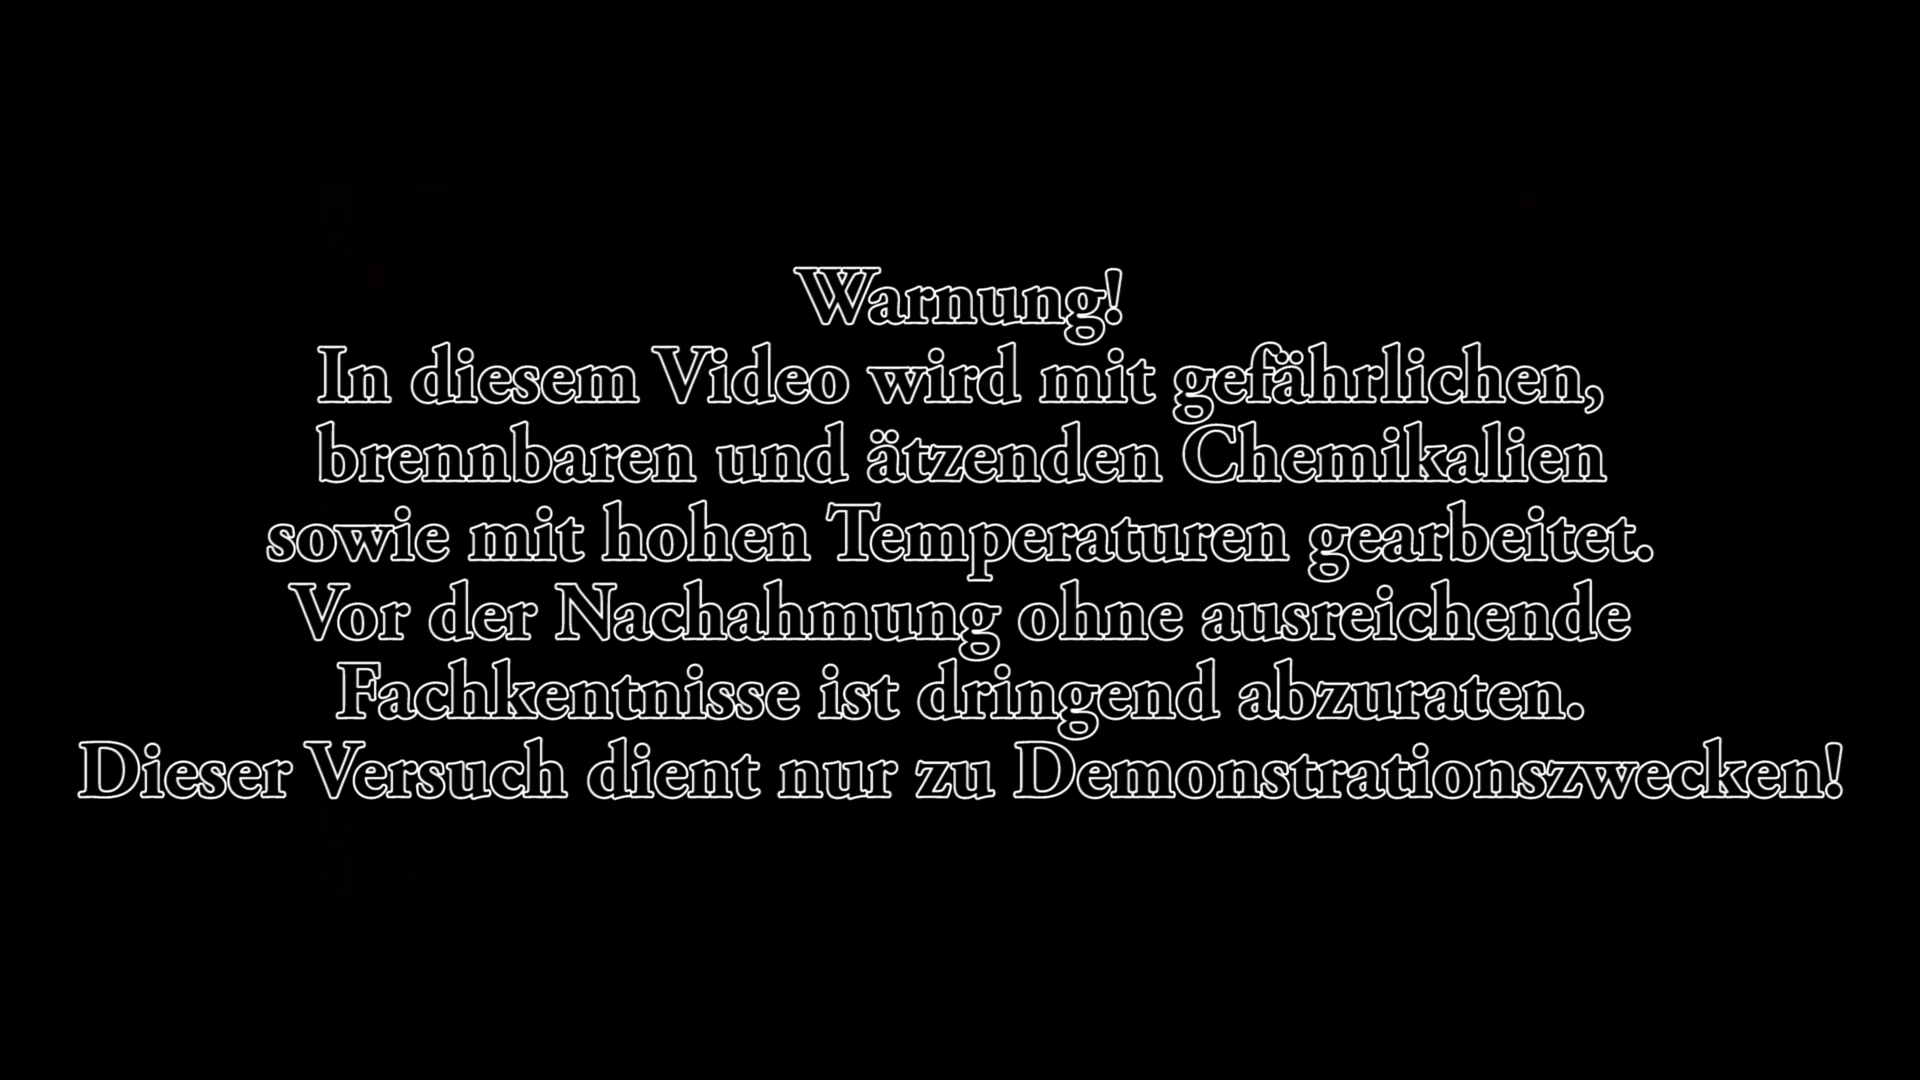 Warnung!
In diesem Video wird mit gefährlichen,
brennbaren und ätzenden Chemikalien
sowie mit hohen Temperaturen gearbeitet.
Vor der Nachahmung ohne ausreichende
Fachkentnisse ist dringend abzuraten.
Dieser Versuch dient nur zu Demonstrationszwecken!